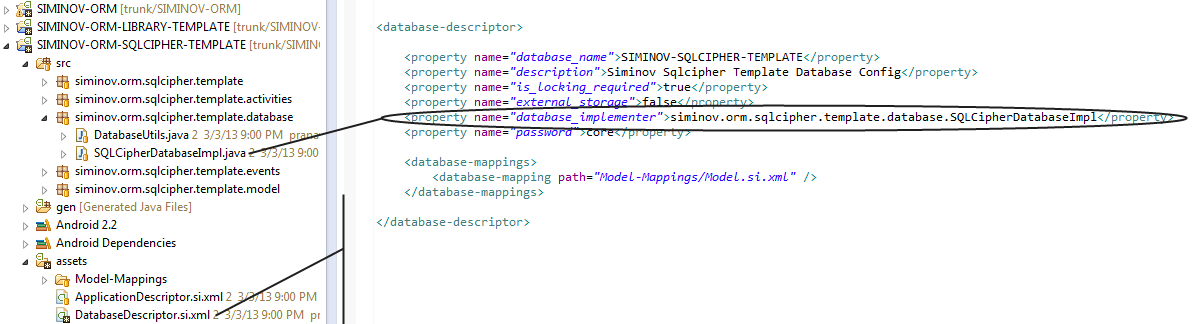 SIMINOV-ORM [trunk/SIMINOV-ORM]
SIMINOV-ORM-LIBRARY-TEMPLATE [trunk/SIMINOV-
SIMINOV-ORM-SQLCIPHER-TEMPLATE [trunk/SIM
src
siminov.orm.sqlcipher.template
siminov.orm.sqlcipher.template.activities
siminov.orm.sqlcipher.template.database
DatabaseUtils.java 2 3/3/13 9:00 PM prana
SQLCipherDatabaseImpl.java 2 3/3/13 9:00
siminov.orm.sqlcipher.template.events
siminov.orm.sqlcipher.template.model
gen [Generated Java Files]
Android 2.2
Android Dependencies
assets
Model-Mappings
ApplicationDescriptor.si.xml 2 3/3/13 9:00 PM
DatabaseDescriptor.si.xml 2 3/3/13 9:00 PM pr
<database-descriptor>
<property name="database_name">SIMINOV-SQLCIPHER-TEMPLATE</property>
<property name="description">Siminov Sqlcipher Template Database Config</property>
<property name="is_locking_required">true</property>
<property name="external_storage">false</property>
<property name="database_implementer">siminov.orm.sqlcipher.template.database.SQLCipherDatabaseImpl</property>
<property name="password">core</property>
<database-mappings>
<database-mapping path="Model-Mappings/Model.si.xml" />
</database-mappings>
</database-descriptor>